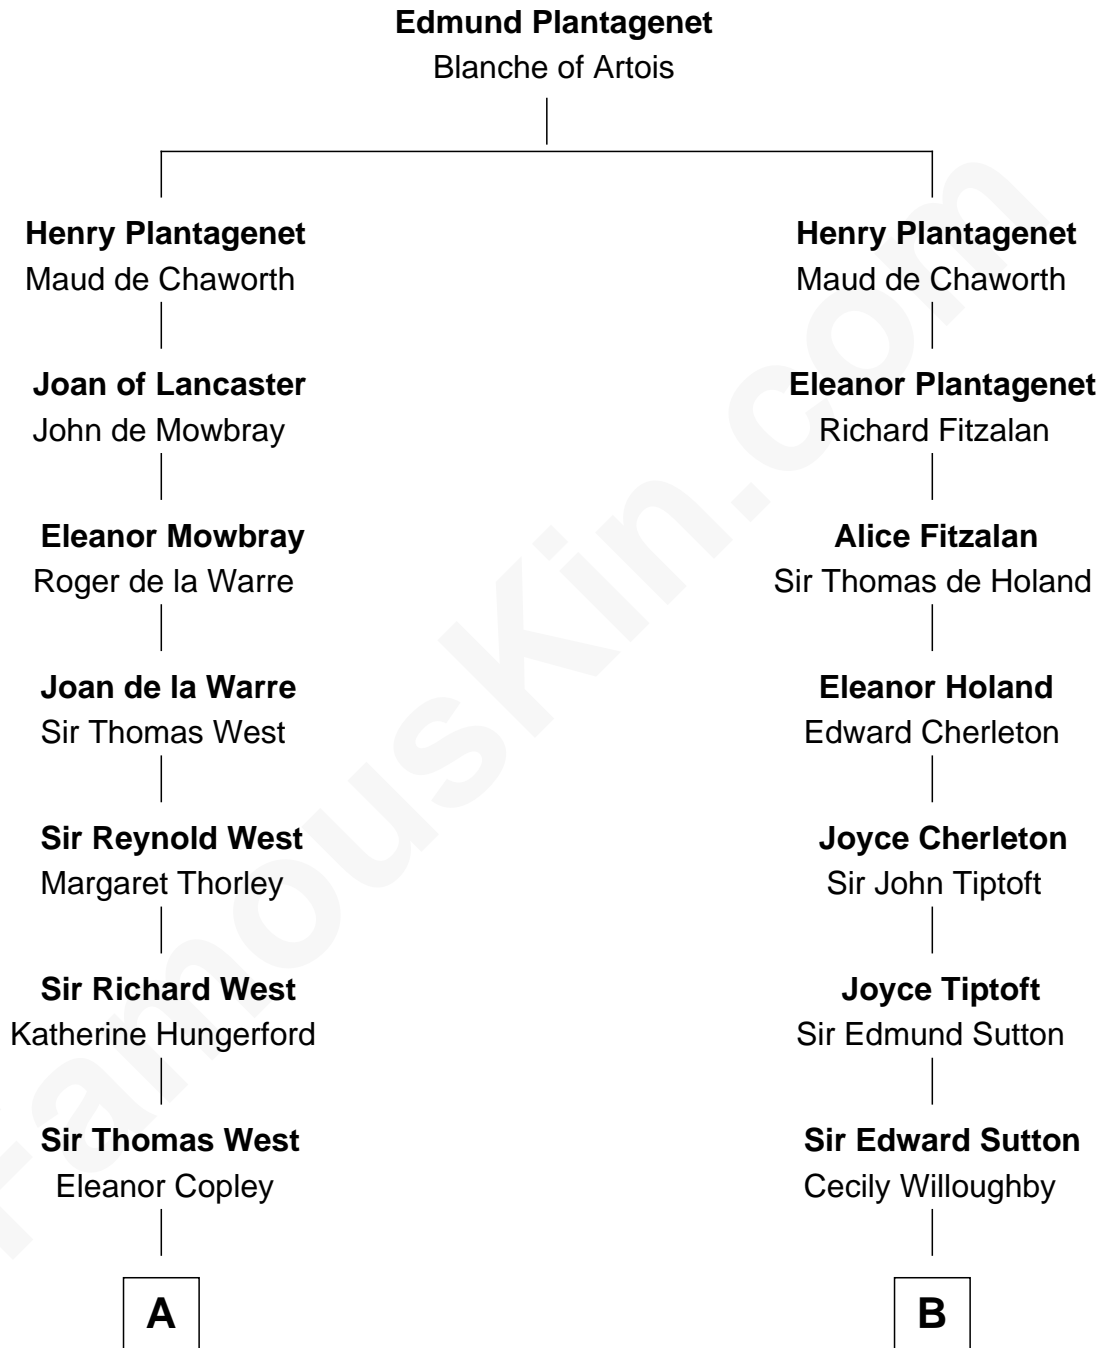 Edmund Plantagenet
Blanche of Artois
Henry Plantagenet
Maud de Chaworth
Joan of Lancaster
John de Mowbray
Eleanor Mowbray
Roger de la Warre
Joan de la Warre
Sir Thomas West
Sir Reynold West
Margaret Thorley
Sir Richard West
Katherine Hungerford
Sir Thomas West
Eleanor Copley
A
Henry Plantagenet
Maud de Chaworth
Eleanor Plantagenet
Richard Fitzalan
Alice Fitzalan
Sir Thomas de Holand
Eleanor Holand
Edward Cherleton
Joyce Cherleton
Sir John Tiptoft
Joyce Tiptoft
Sir Edmund Sutton
Sir Edward Sutton
Cecily Willoughby
B
FamousKin.com